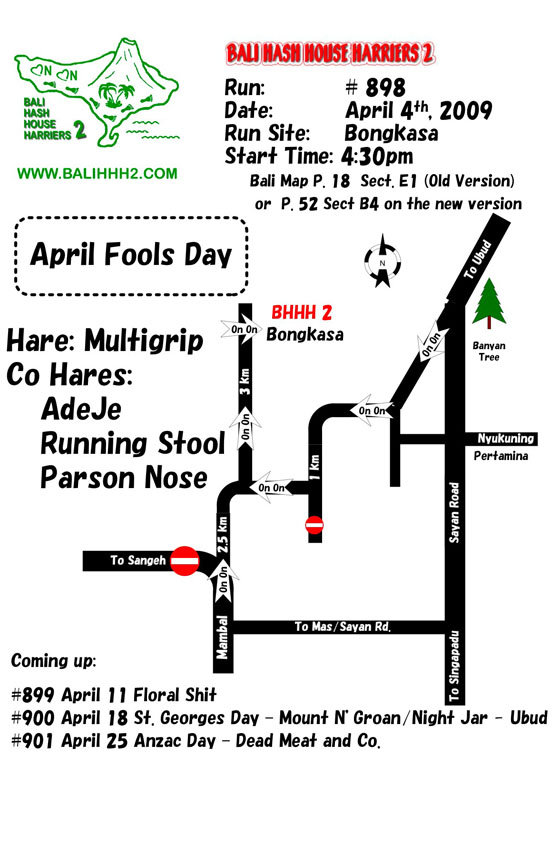 N N
BALI
HASH
HOUSE
HARRIERS 2
WWW.BALIHHH2.COM
BALI HASH HOUSE HARRIERS 2
Run: # 898
Date: April 4th, 2009
Run Site: Bongkasa
Start Time: 4:30pm
Bali Map P. 18 Sect. E1 (Old Version)
or P. 52 Sect B4 on the new version
April Fools Day
Hare: Multigrip
Co Hares:
AdeJe
Running Stool
Parson Nose
N
To Ubud
On On
Banyan
Tree
BHHH 2
On On
Bongkasa
3 km
On On
On On
Nyukuning
Pertamina
1 km
On On
Sayan Road
2.5 km
To Sangeh
On On
Mambal
To Mas/Sayan Rd.
To Singapadu
Coming up:
#899 April 11 Floral Shit
#900 April 18 St. Georges Day - Mount N' Groan/Night Jar - Ubud
#901 April 25 Anzac Day - Dead Meat and Co.